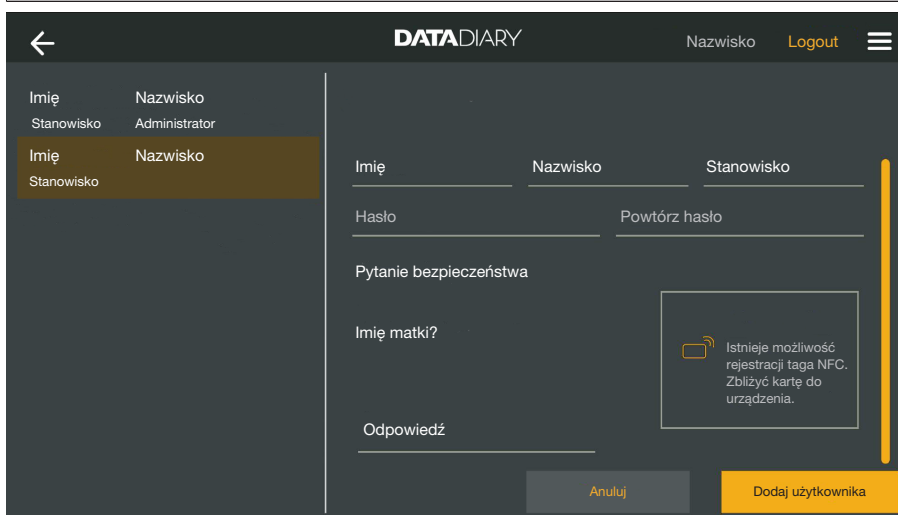 DATADIARY
Nazwisko Logout
Imię Nazwisko
Stanowisko Administrator
Imię Nazwisko
Stanowisko
Imię Nazwisko Stanowisko
Hasło Powtórz hasło
Pytanie bezpieczeństwa
Imię matki?
Istnieje możliwość
rejestracji taga NFC.
Zbliżyć kartę do
urządzenia.
Odpowiedź
Anuluj Dodaj użytkownika